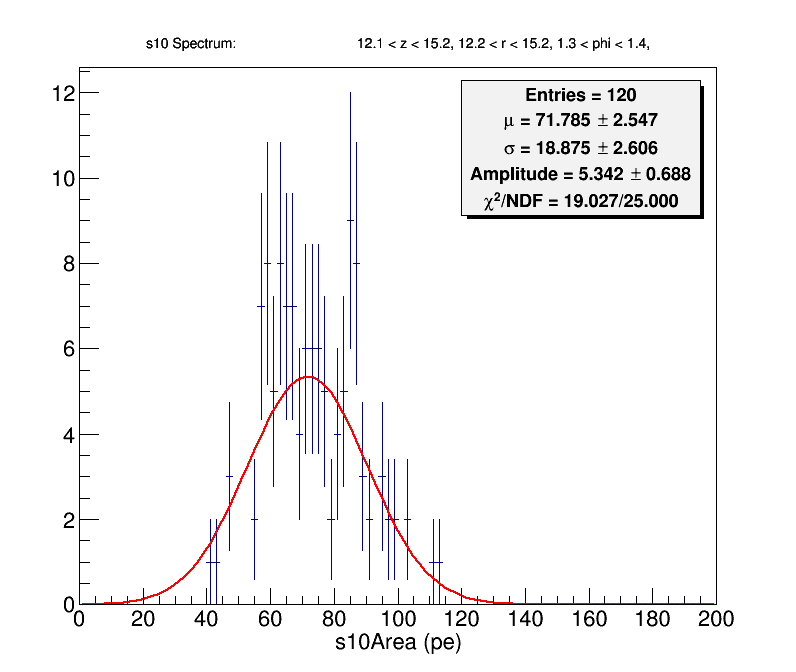 s10 Spectrum: 12.1 < z < 15.2, 12.2 < r < 15.2, 1.3 < phi < 1.4,
Entries = 120
μ = 71.785 ± 2.547
σ = 18.875 ± 2.606
Amplitude = 5.342 ± 0.688
χ²/NDF = 19.027/25.000
12
10
8
6
4
2
0
0 20 40 60 80 100 120 140 160 180 200
s10Area (pe)